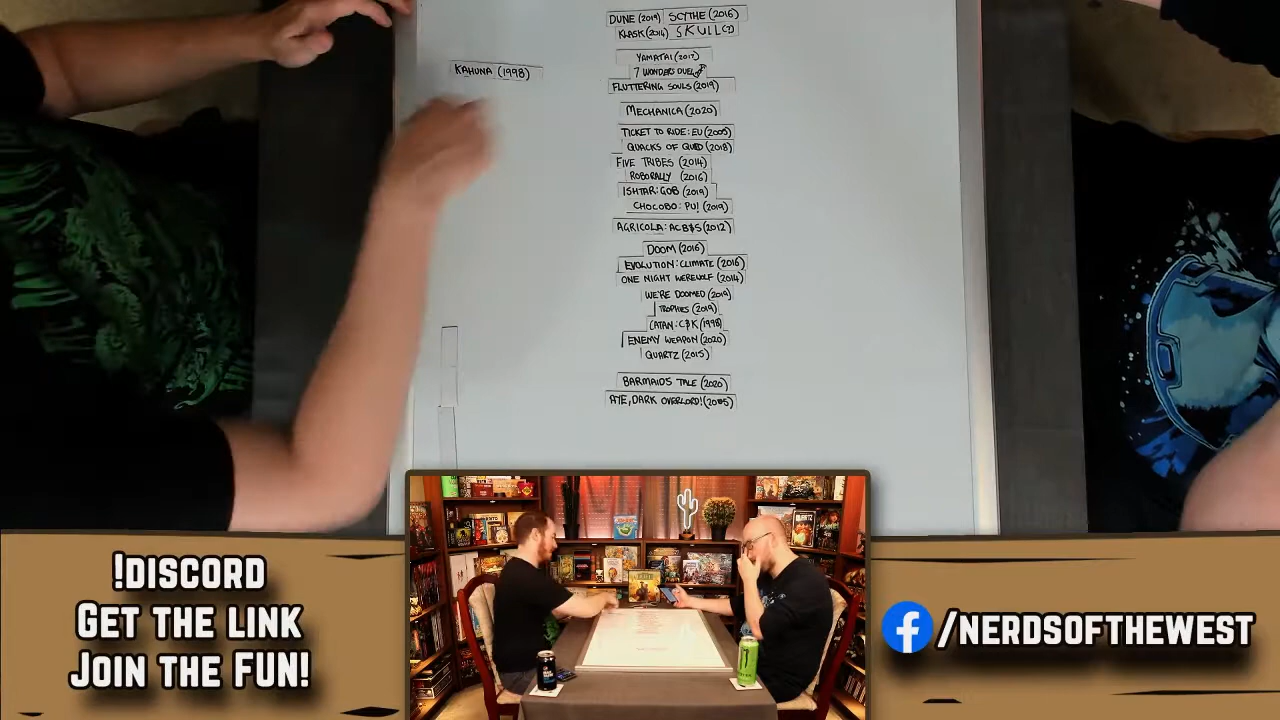 DUNE (2019) SCYTHE (2016)
KLASK (2014) SKULL
YAMATAI (2017)
KAHUNA (1998)
7 WONDERS DUEL
FLUTTERING SOULS (2019)
MECHANICA (2020)
TICKET TO RIDE: EU (2005)
QUACKS OF QUED (2018)
FIVE TRIBES (2014)
ROBORALLY (2016)
ISHTAR: GOB (2019)
CHOCOBO: PU! (2019)
AGRICOLA: ACB&S (2012)
DOOM (2016)
EVOLUTION: CLIMATE (2016)
ONE NIGHT WEREWOLF (2014)
WE'RE DOOMED (2019)
TROPHIES (2019)
CATAN: C&K (1998)
ENEMY WEAPON (2020)
QUARTZ (2015)
BARMAIDS TALE (2020)
AYE, DARK OVERLORD! (2005)
!DISCORD
GET THE LINK
JOIN THE FUN!
/NERDSOFTHEWEST